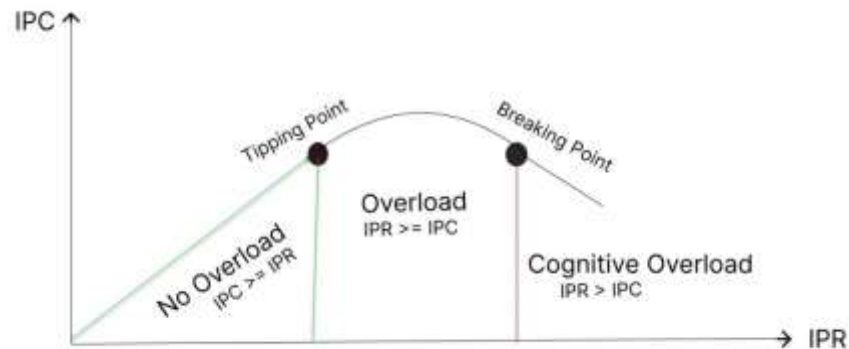 IPC
Tipping Point
Breaking Point
No Overload
IPC >= IPR
Overload
IPR >= IPC
Cognitive Overload
IPR > IPC
IPR